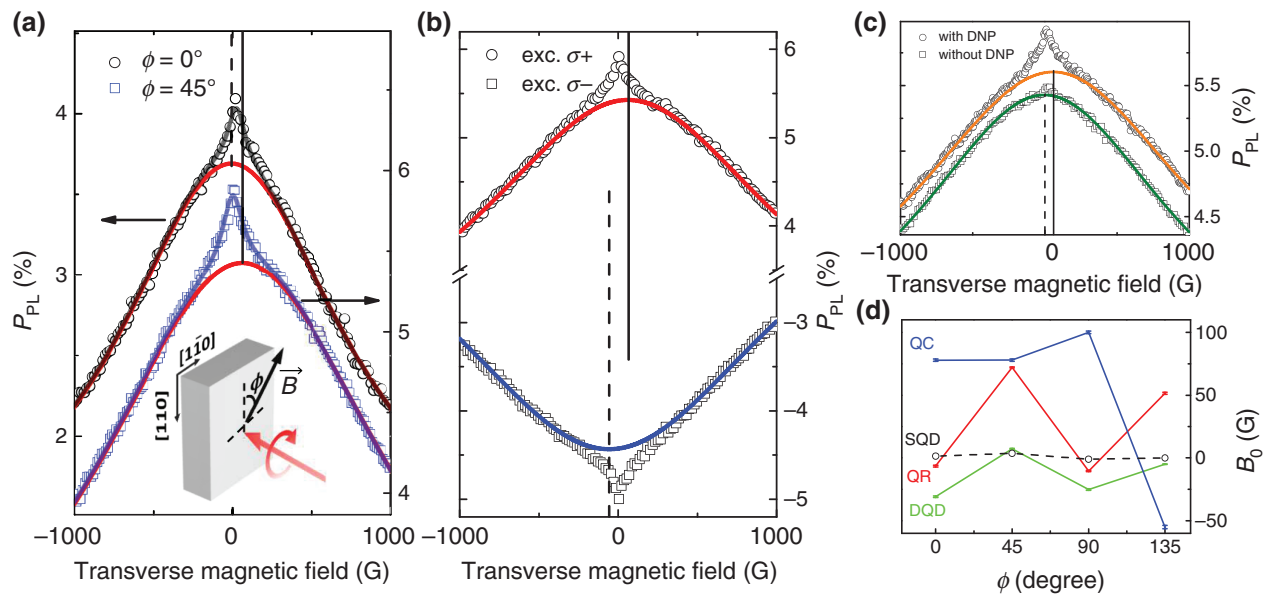 (a)
ϕ = 0°
ϕ = 45°
4
3
2
6
5
4
P_PL (%)
[11̄0]
[110]
ϕ
B⃗
−1000
0
1000
Transverse magnetic field (G)
(b)
exc. σ+
exc. σ−
6
5
4
−3
−4
−5
P_PL (%)
−1000
0
1000
Transverse magnetic field (G)
(c)
with DNP
without DNP
5.5
5.0
4.4
P_PL (%)
−1000
0
1000
Transverse magnetic field (G)
(d)
QC
SQD
QR
DQD
100
50
0
−50
B_0 (G)
0
45
90
135
ϕ (degree)